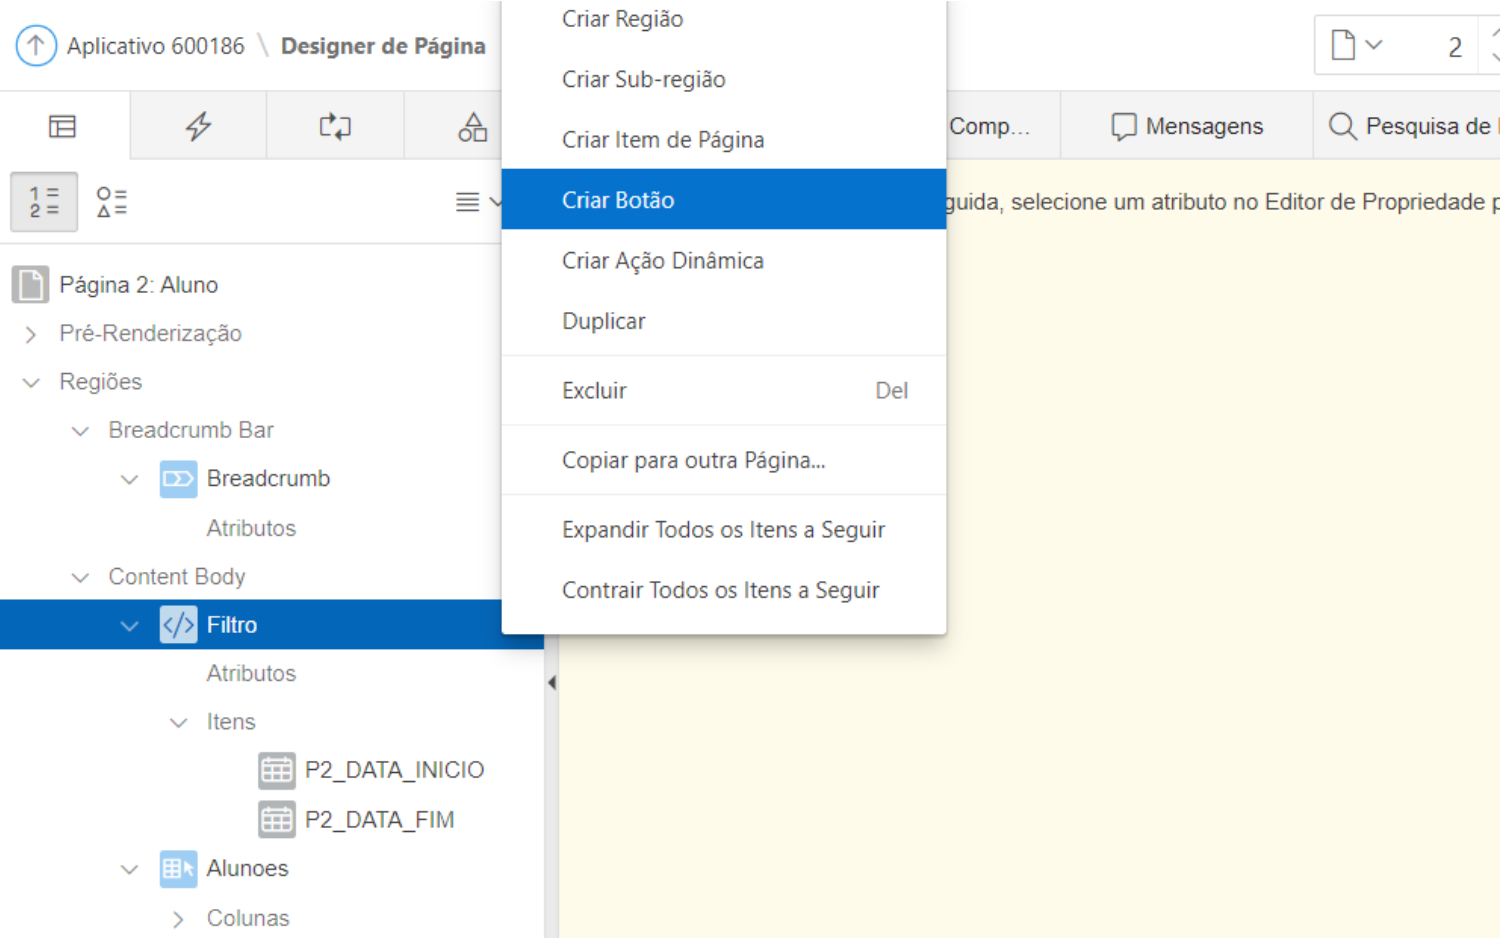 Aplicativo 600186 \ Designer de Página
2
Comp...
Mensagens
Pesquisa de
1 =
2 =
guida, selecione um atributo no Editor de Propriedade p
Criar Região
Criar Sub-região
Criar Item de Página
Criar Botão
Criar Ação Dinâmica
Duplicar
Excluir Del
Copiar para outra Página...
Expandir Todos os Itens a Seguir
Contrair Todos os Itens a Seguir
Página 2: Aluno
Pré-Renderização
Regiões
Breadcrumb Bar
Breadcrumb
Atributos
Content Body
Filtro
Atributos
Itens
P2_DATA_INICIO
P2_DATA_FIM
Alunoes
Colunas